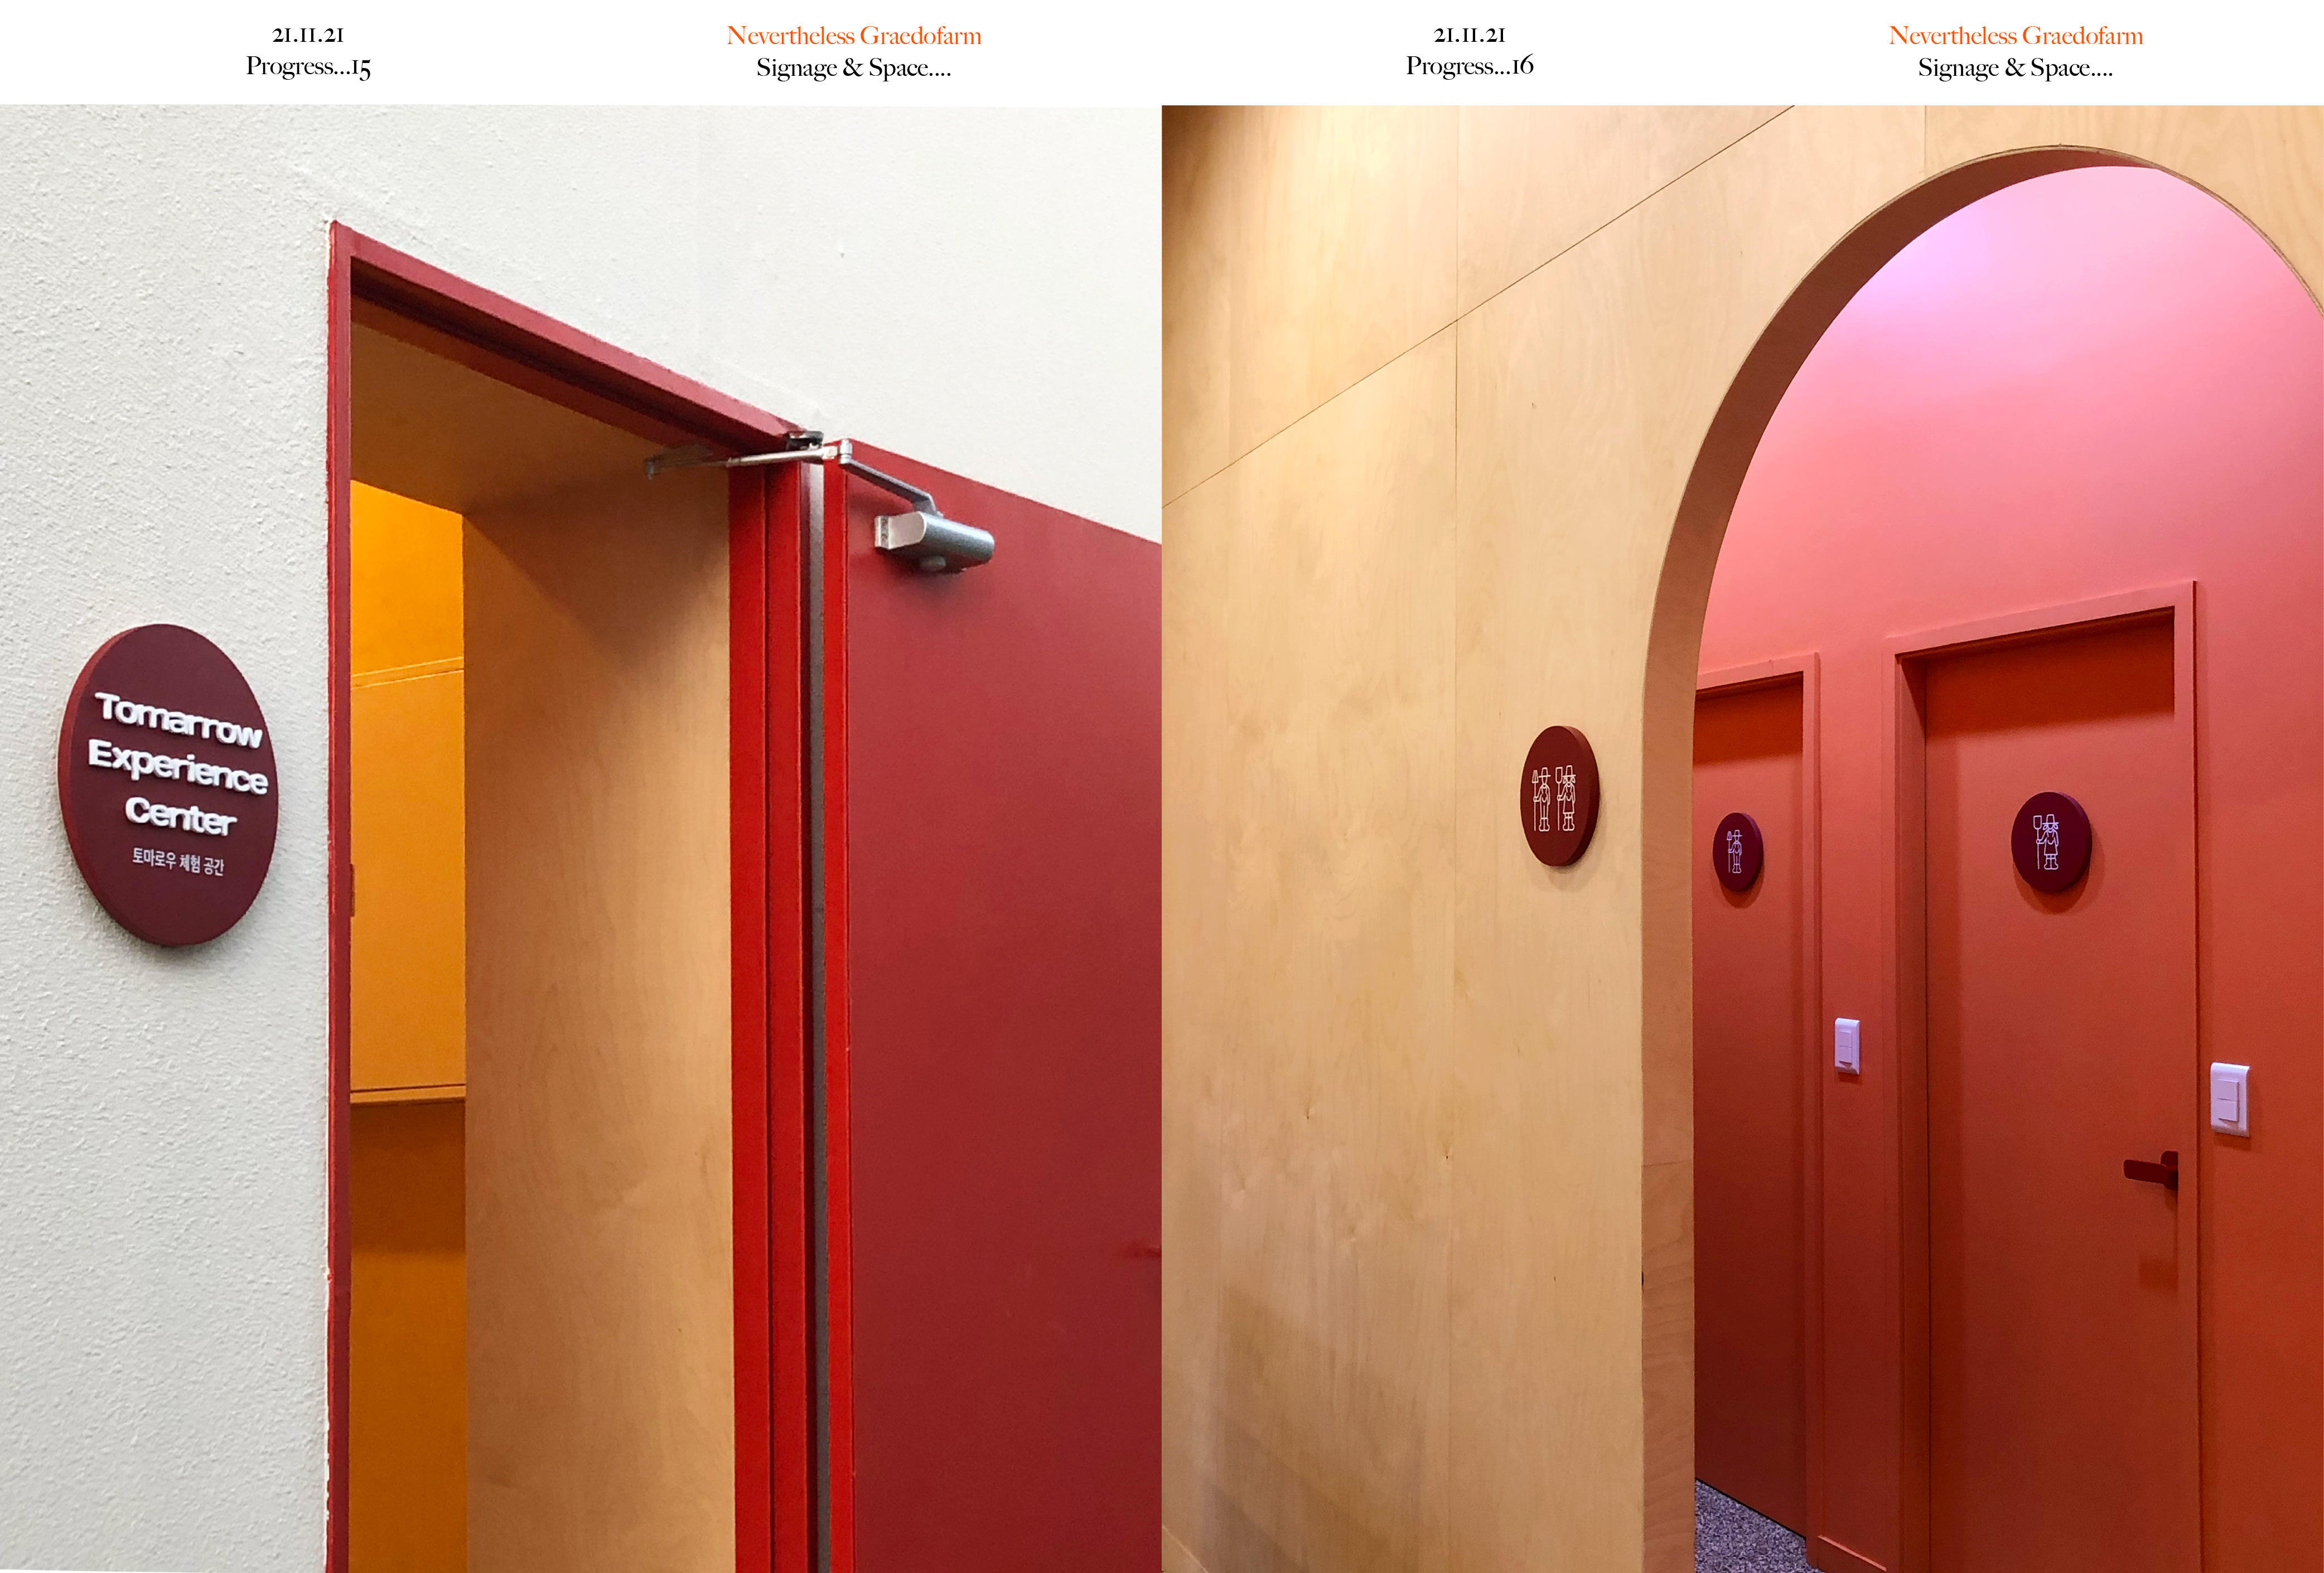 21.11.21
Progress...15
Nevertheless Graedofarm
Signage & Space....
21.11.21
Progress...16
Nevertheless Graedofarm
Signage & Space....
Tomarrow
Experience
Center
토마로우 체험 공간